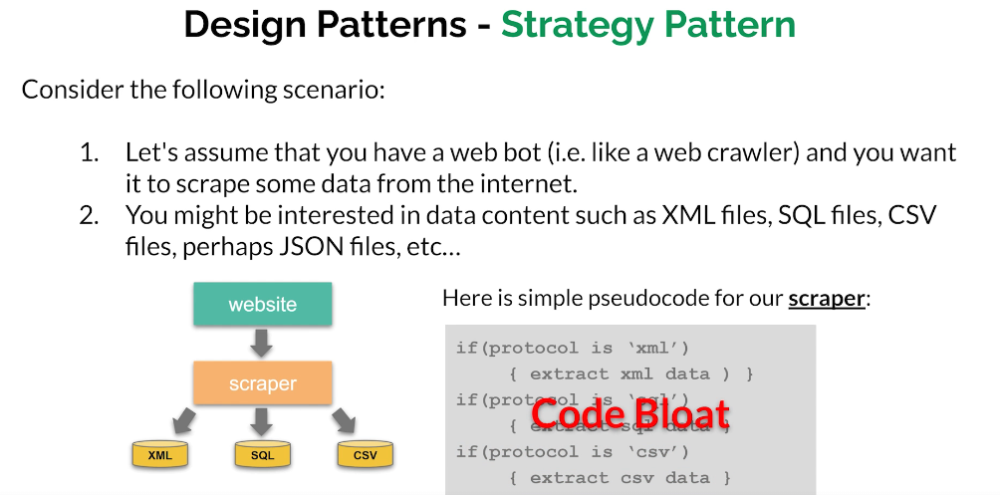 Design Patterns - Strategy Pattern
Consider the following scenario:
1. Let's assume that you have a web bot (i.e. like a web crawler) and you want
it to scrape some data from the internet.
2. You might be interested in data content such as XML files, SQL files, CSV
files, perhaps JSON files, etc...
website
scraper
XML
SQL
CSV
Here is simple pseudocode for our scraper:
if(protocol is ‘xml’)
{ extract xml data ) }
if(protocol is ‘sql’)
{ extract sql data }
Code Bloat
if(protocol is ‘csv’)
{ extract csv data }